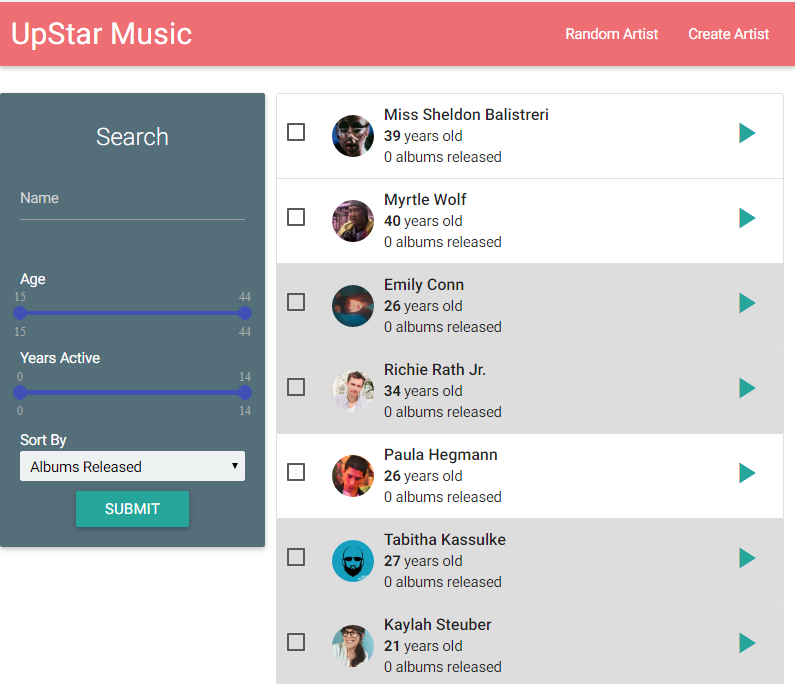 UpStar Music
Random Artist
Create Artist
Search
Name
Age
15 44
15 44
Years Active
0 14
0 14
Sort By
Albums Released
SUBMIT
Miss Sheldon Balistreri
39 years old
0 albums released
Myrtle Wolf
40 years old
0 albums released
Emily Conn
26 years old
0 albums released
Richie Rath Jr.
34 years old
0 albums released
Paula Hegmann
26 years old
0 albums released
Tabitha Kassulke
27 years old
0 albums released
Kaylah Steuber
21 years old
0 albums released